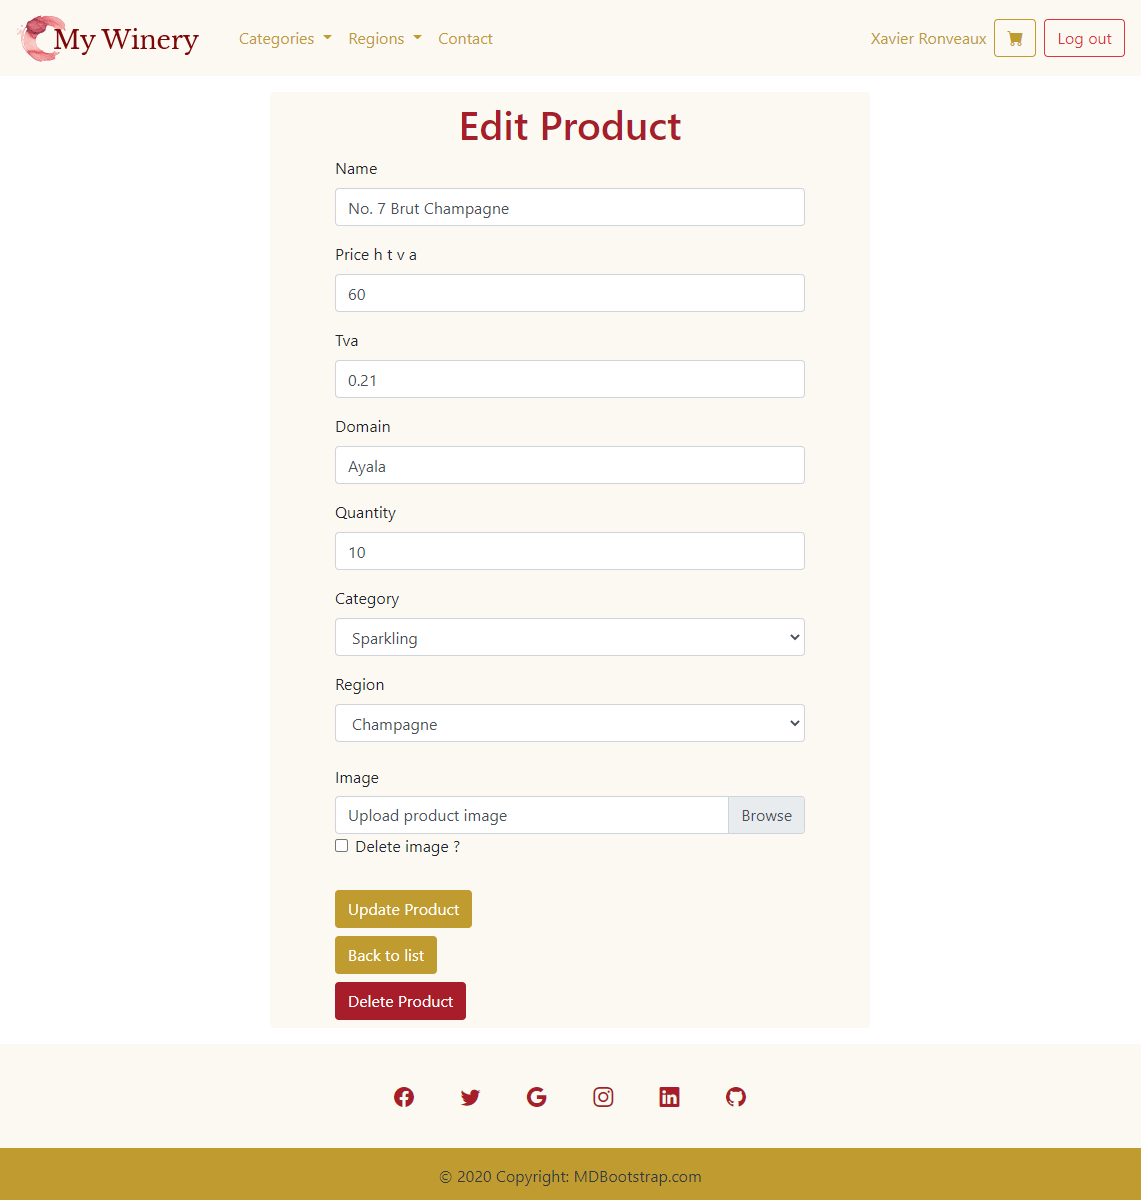 My Winery
Categories Regions Contact
Xavier Ronveaux Log out
Edit Product
Name
No. 7 Brut Champagne
Price h t v a
60
Tva
0.21
Domain
Ayala
Quantity
10
Category
Sparkling
Region
Champagne
Image
Upload product image Browse
Delete image ?
Update Product
Back to list
Delete Product
© 2020 Copyright: MDBootstrap.com